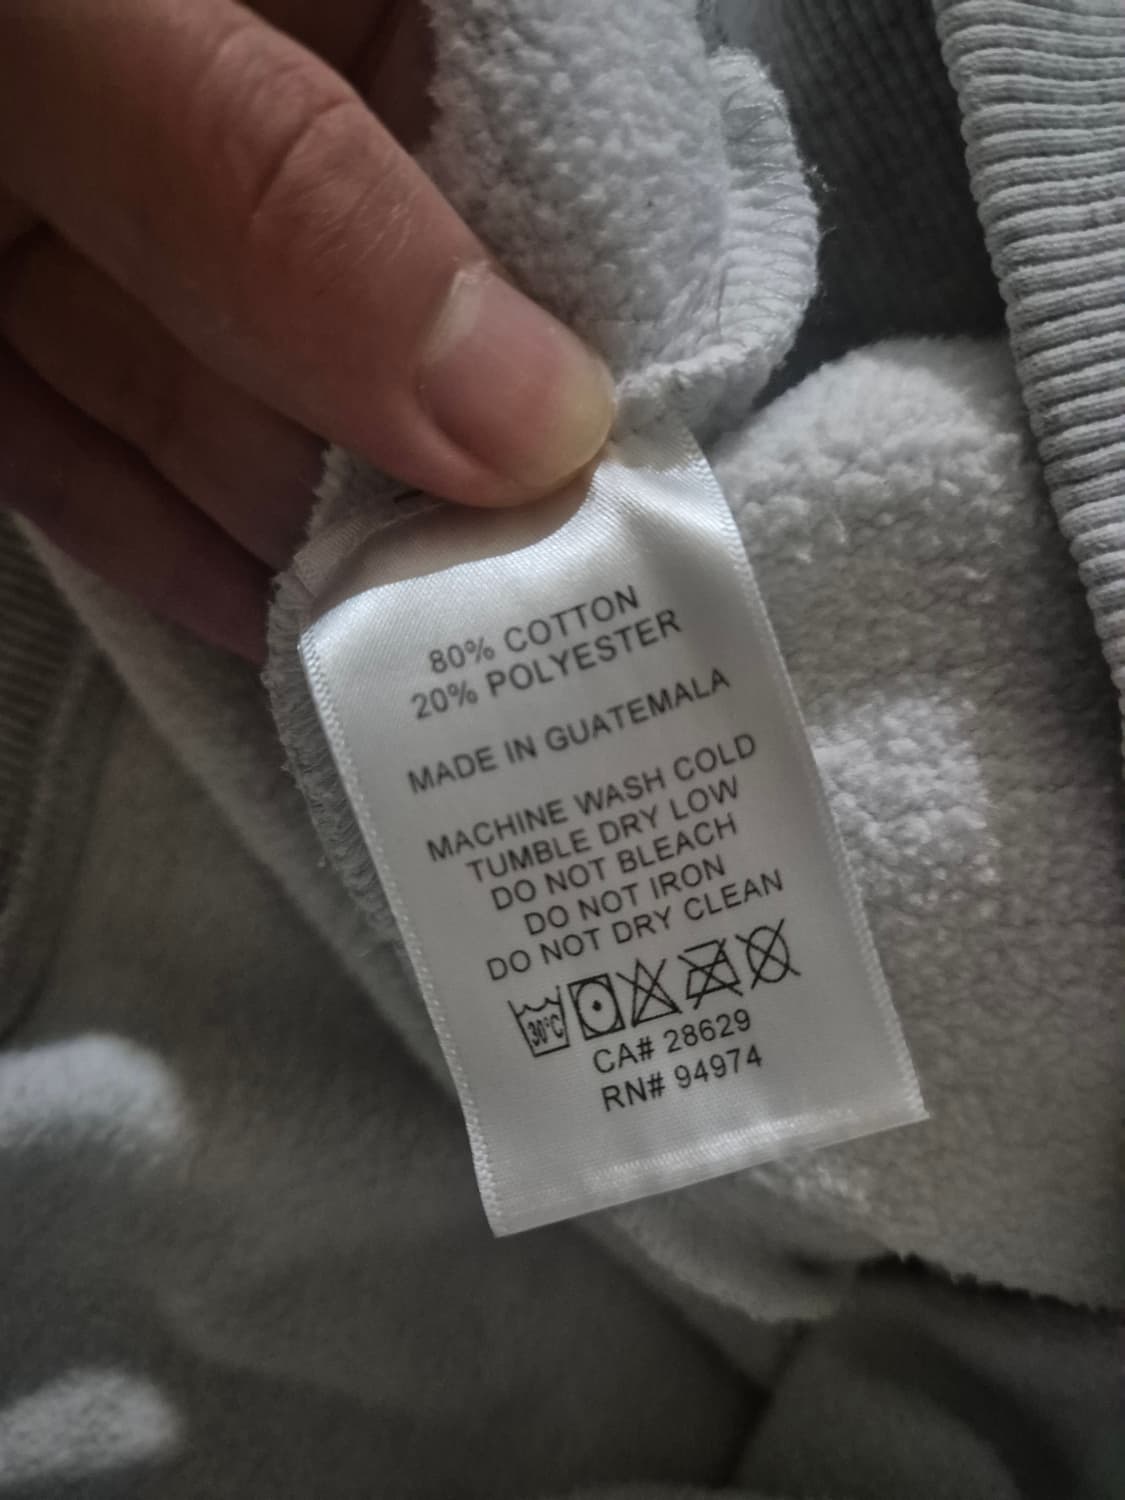 80% COTTON
20% POLYESTER
MADE IN GUATEMALA
MACHINE WASH COLD
TUMBLE DRY LOW
DO NOT BLEACH
DO NOT IRON
DO NOT DRY CLEAN
30°C
CA# 28629
RN# 94974